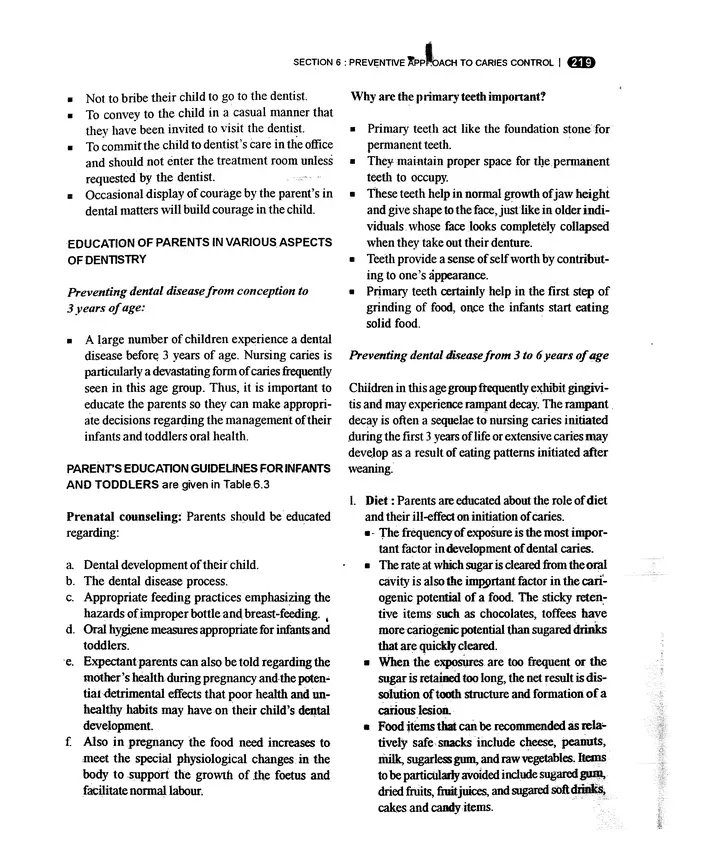 SECTION 6 : PREVENTIVE APPROACH TO CARIES CONTROL | 219
▪ Not to bribe their child to go to the dentist.
▪ To convey to the child in a casual manner that
they have been invited to visit the dentist.
▪ To commit the child to dentist's care in the office
and should not enter the treatment room unless
requested by the dentist.
▪ Occasional display of courage by the parent's in
dental matters will build courage in the child.
EDUCATION OF PARENTS IN VARIOUS ASPECTS
OF DENTISTRY
Preventing dental disease from conception to
3 years of age:
▪ A large number of children experience a dental
disease before 3 years of age. Nursing caries is
particularly a devastating form of caries frequently
seen in this age group. Thus, it is important to
educate the parents so they can make appropri-
ate decisions regarding the management of their
infants and toddlers oral health.
PARENT'S EDUCATION GUIDELINES FOR INFANTS
AND TODDLERS are given in Table 6.3
Prenatal counseling: Parents should be educated
regarding:
a. Dental development of their child.
b. The dental disease process.
c. Appropriate feeding practices emphasizing the
hazards of improper bottle and breast-feeding.
d. Oral hygiene measures appropriate for infants and
toddlers.
e. Expectant parents can also be told regarding the
mother's health during pregnancy and the poten-
tial detrimental effects that poor health and un-
healthy habits may have on their child's dental
development.
f. Also in pregnancy the food need increases to
meet the special physiological changes in the
body to support the growth of the foetus and
facilitate normal labour.
Why are the primary teeth important?
▪ Primary teeth act like the foundation stone for
permanent teeth.
▪ They maintain proper space for the permanent
teeth to occupy.
▪ These teeth help in normal growth of jaw height
and give shape to the face, just like in older indi-
viduals whose face looks completely collapsed
when they take out their denture.
▪ Teeth provide a sense of self worth by contribut-
ing to one's appearance.
▪ Primary teeth certainly help in the first step of
grinding of food, once the infants start eating
solid food.
Preventing dental disease from 3 to 6 years of age
Children in this age group frequently exhibit gingivi-
tis and may experience rampant decay. The rampant
decay is often a sequelae to nursing caries initiated
during the first 3 years of life or extensive caries may
develop as a result of eating patterns initiated after
weaning.
1. Diet : Parents are educated about the role of diet
and their ill-effect on initiation of caries.
▪ The frequency of exposure is the most impor-
tant factor in development of dental caries.
▪ The rate at which sugar is cleared from the oral
cavity is also the important factor in the cari-
ogenic potential of a food. The sticky reten-
tive items such as chocolates, toffees have
more cariogenic potential than sugared drinks
that are quickly cleared.
▪ When the exposures are too frequent or the
sugar is retained too long, the net result is dis-
solution of tooth structure and formation of a
carious lesion.
▪ Food items that can be recommended as rela-
tively safe snacks include cheese, peanuts,
milk, sugarless gum, and raw vegetables. Items
to be particularly avoided include sugared gum,
dried fruits, fruit juices, and sugared soft drinks,
cakes and candy items.